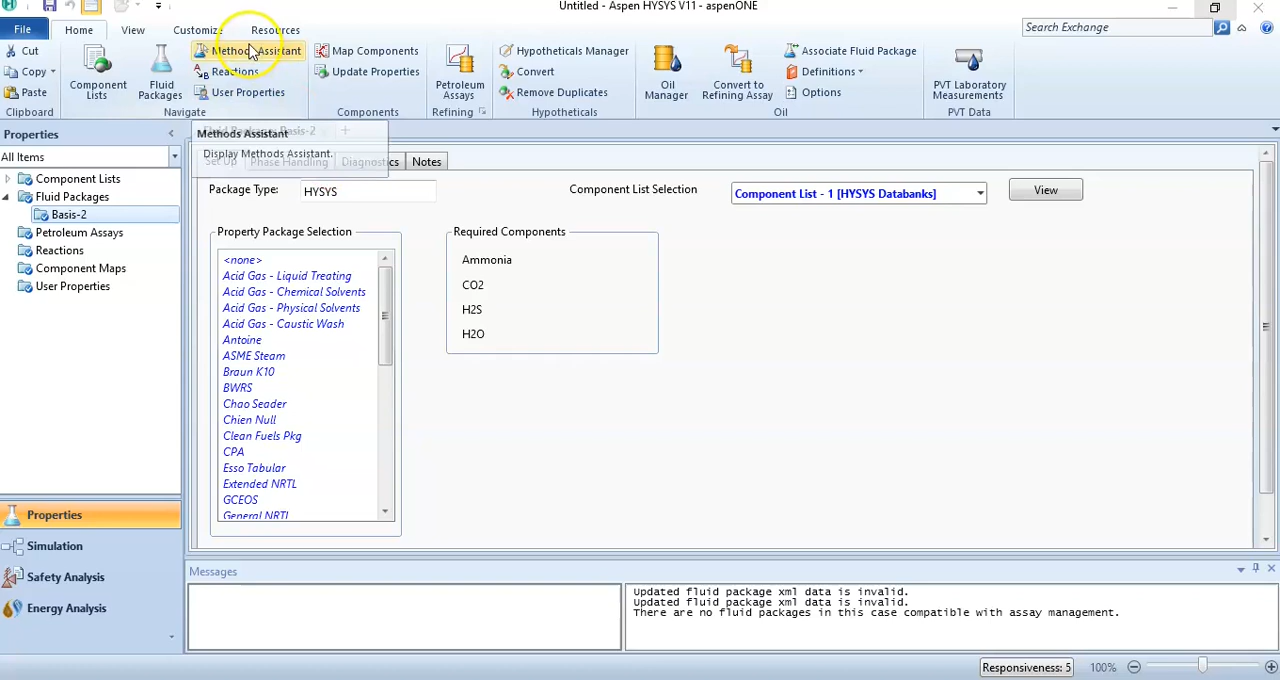 Untitled - Aspen HYSYS V11 - aspenONE
File
Home
View
Customize
Resources
Search Exchange
Cut
Copy
Paste
Clipboard
Component Lists
Fluid Packages
Methods Assistant
Reactions
User Properties
Navigate
Map Components
Update Properties
Components
Petroleum Assays
Refining
Hypotheticals Manager
Convert
Remove Duplicates
Hypotheticals
Oil Manager
Convert to Refining Assay
Associate Fluid Package
Definitions
Options
Oil
PVT Laboratory Measurements
PVT Data
Properties
All Items
Component Lists
Fluid Packages
Basis-2
Petroleum Assays
Reactions
Component Maps
User Properties
Properties
Simulation
Safety Analysis
Energy Analysis
Fluid Package: Basis-2
Methods Assistant
Display Methods Assistant.
Set Up
Phase Handling
Diagnostics
Notes
Package Type:
HYSYS
Component List Selection
Component List - 1 [HYSYS Databanks]
View
Property Package Selection
<none>
Acid Gas - Liquid Treating
Acid Gas - Chemical Solvents
Acid Gas - Physical Solvents
Acid Gas - Caustic Wash
Antoine
ASME Steam
Braun K10
BWRS
Chao Seader
Chien Null
Clean Fuels Pkg
CPA
Esso Tabular
Extended NRTL
GCEOS
General NRTL
Required Components
Ammonia
CO2
H2S
H2O
Messages
Updated fluid package xml data is invalid.
Updated fluid package xml data is invalid.
There are no fluid packages in this case compatible with assay management.
Responsiveness: 5
100%